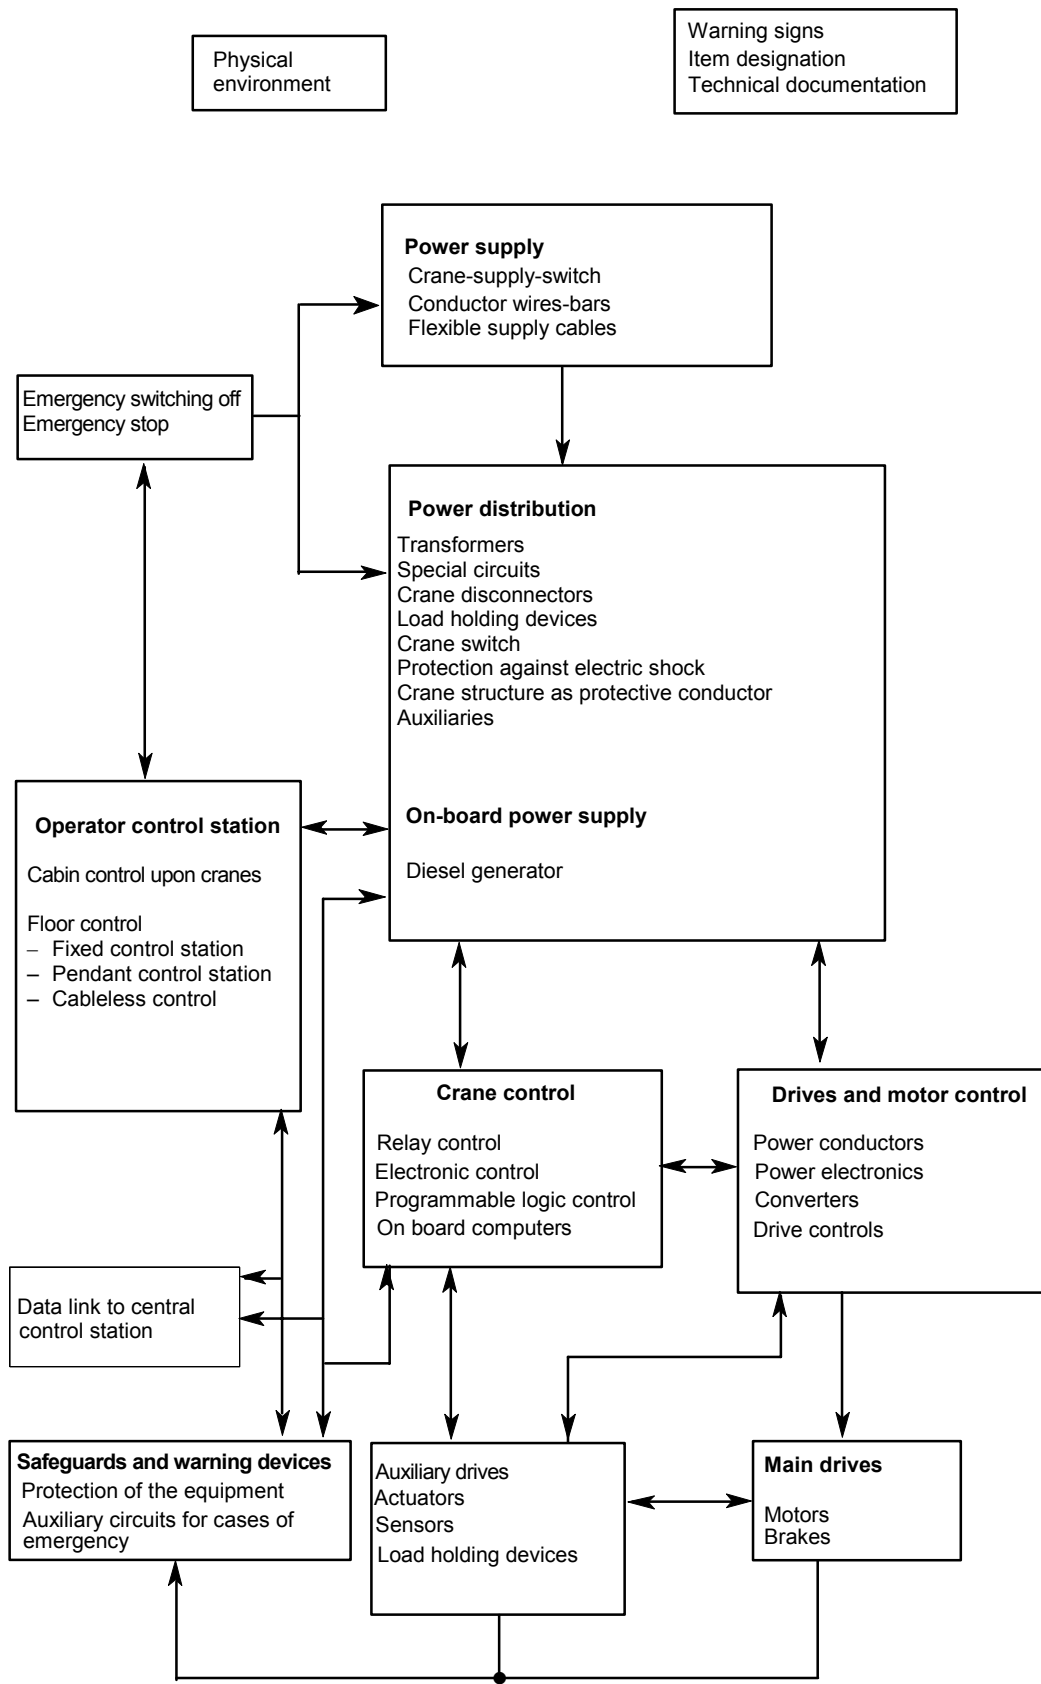 Physical
environment
Warning signs
Item designation
Technical documentation
Power supply
Crane-supply-switch
Conductor wires-bars
Flexible supply cables
Emergency switching off
Emergency stop
Power distribution
Transformers
Special circuits
Crane disconnectors
Load holding devices
Crane switch
Protection against electric shock
Crane structure as protective conductor
Auxiliaries
On-board power supply
Diesel generator
Operator control station
Cabin control upon cranes
Floor control
– Fixed control station
– Pendant control station
– Cableless control
Crane control
Relay control
Electronic control
Programmable logic control
On board computers
Drives and motor control
Power conductors
Power electronics
Converters
Drive controls
Data link to central
control station
Safeguards and warning devices
Protection of the equipment
Auxiliary circuits for cases of
emergency
Auxiliary drives
Actuators
Sensors
Load holding devices
Main drives
Motors
Brakes